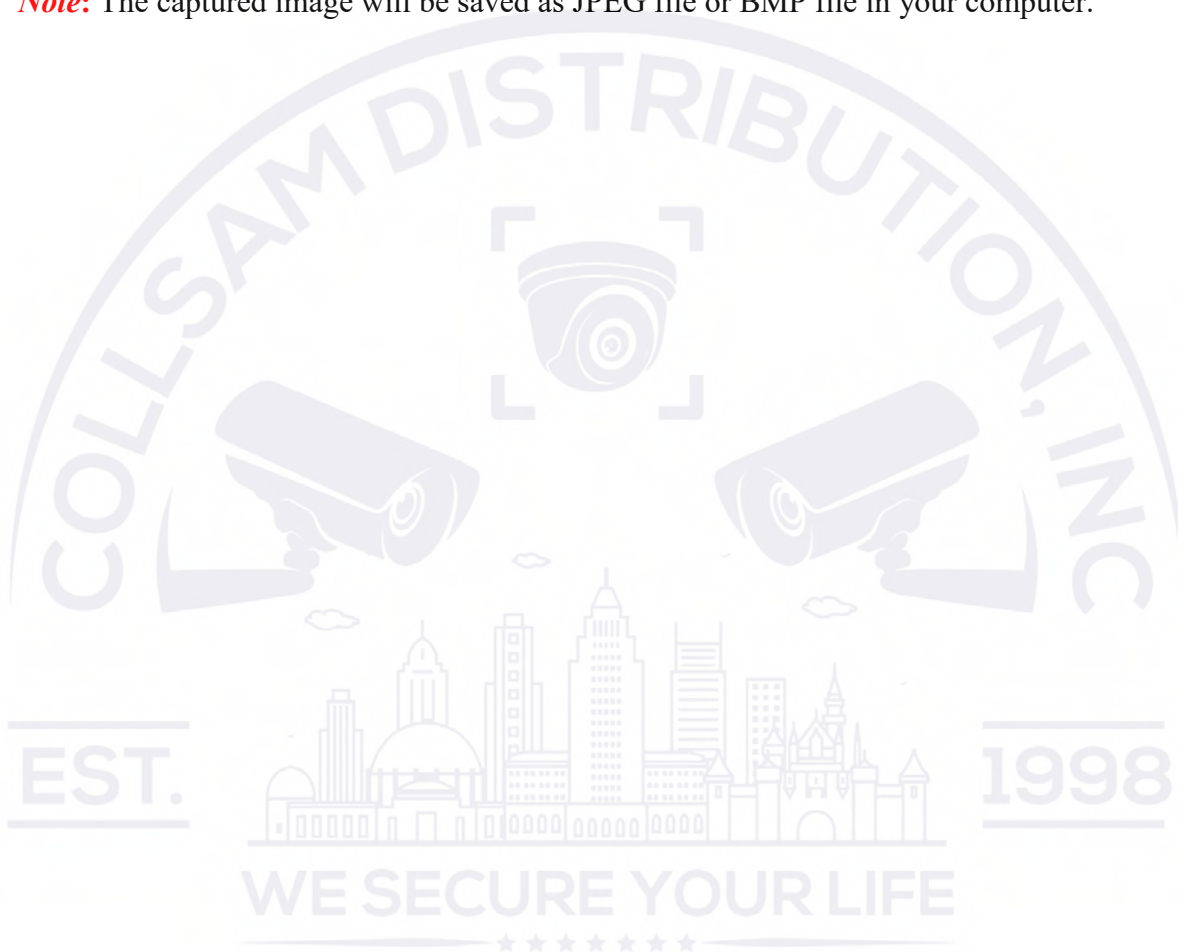 Note: The captured image will be saved as JPEG file or BMP file in your computer.
COLLSAM DISTRIBUTION, INC
EST.
1998
WE SECURE YOUR LIFE